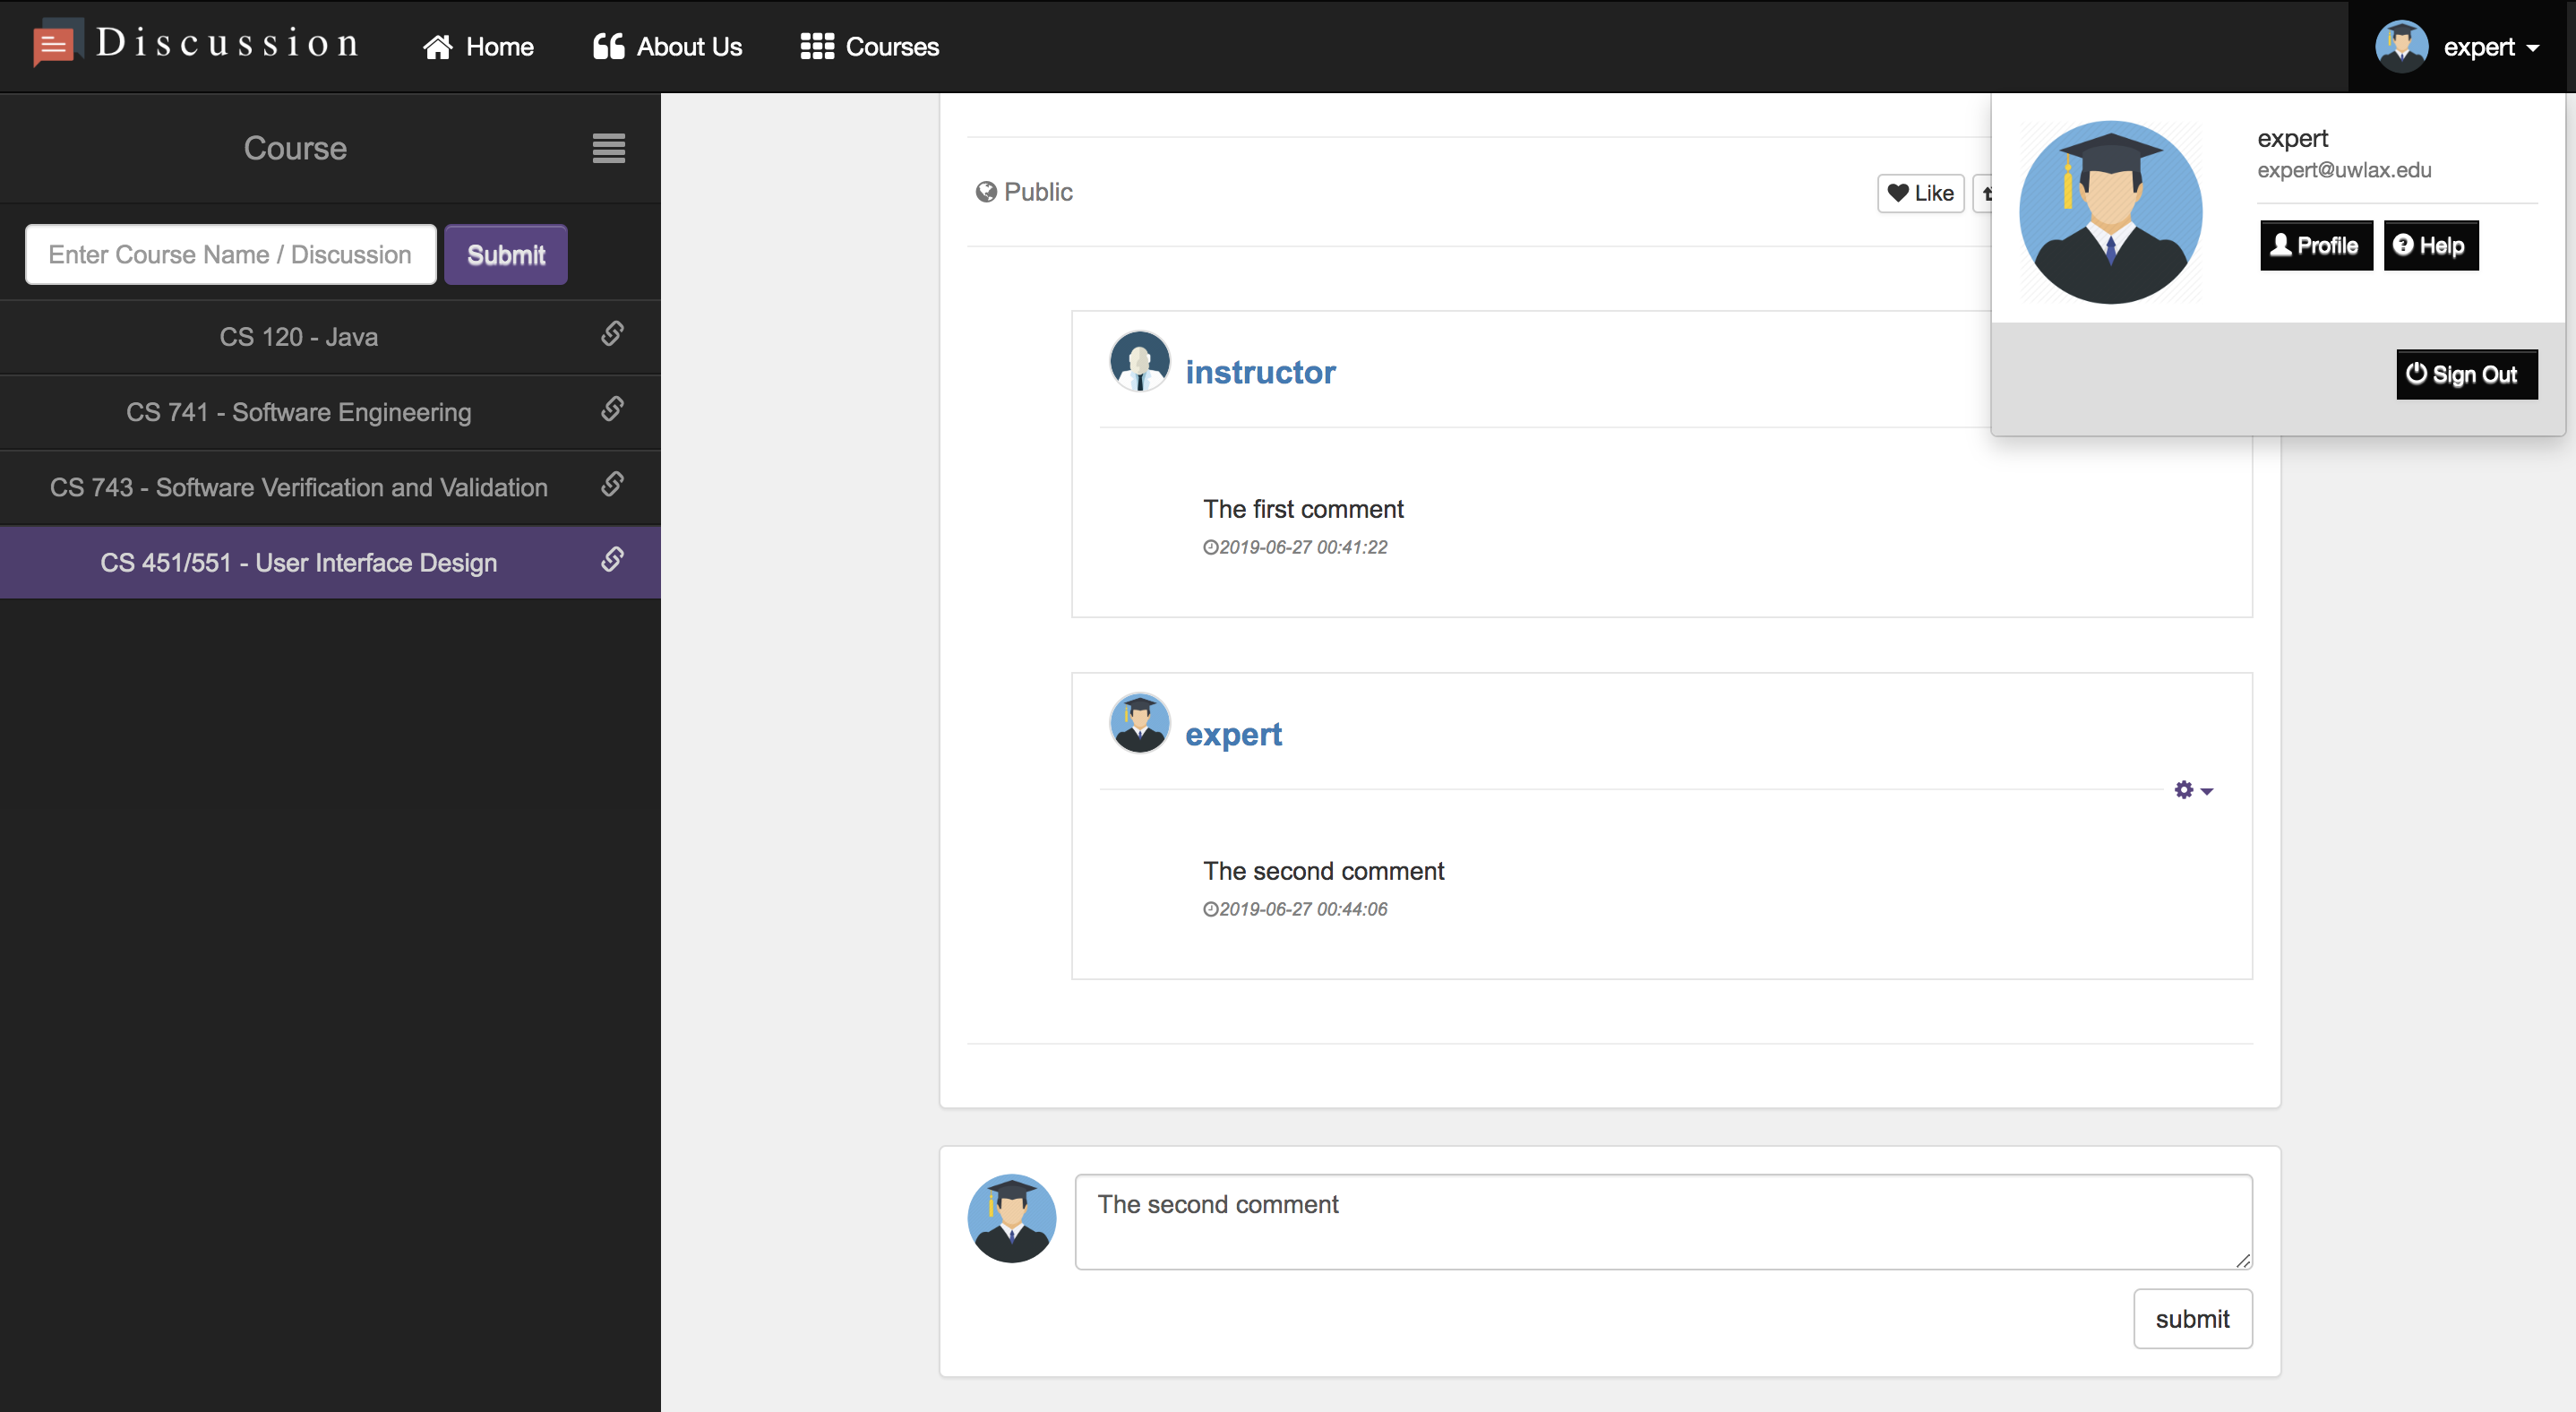 Discussion Home About Us Courses expert
Course
Enter Course Name / Discussion Submit
CS 120 - Java
CS 741 - Software Engineering
CS 743 - Software Verification and Validation
CS 451/551 - User Interface Design
Public Like
expert
expert@uwlax.edu
Profile Help
Sign Out
instructor
The first comment
2019-06-27 00:41:22
expert
The second comment
2019-06-27 00:44:06
The second comment
submit